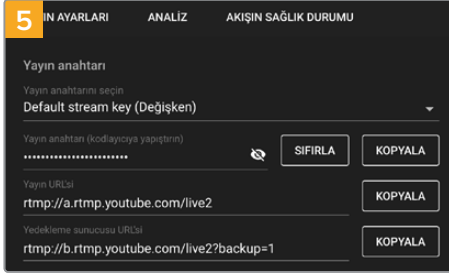 5
IN AYARLARI ANALİZ AKIŞIN SAĞLIK DURUMU
Yayın anahtarı
Yayın anahtarını seçin
Default stream key (Değişken)
Yayın anahtarı (kodlayıcıya yapıştırın)
•••••••••••••••••••••••• SIFIRLA KOPYALA
Yayın URL'si
rtmp://a.rtmp.youtube.com/live2 KOPYALA
Yedekleme sunucusu URL'si
rtmp://b.rtmp.youtube.com/live2?backup=1 KOPYALA